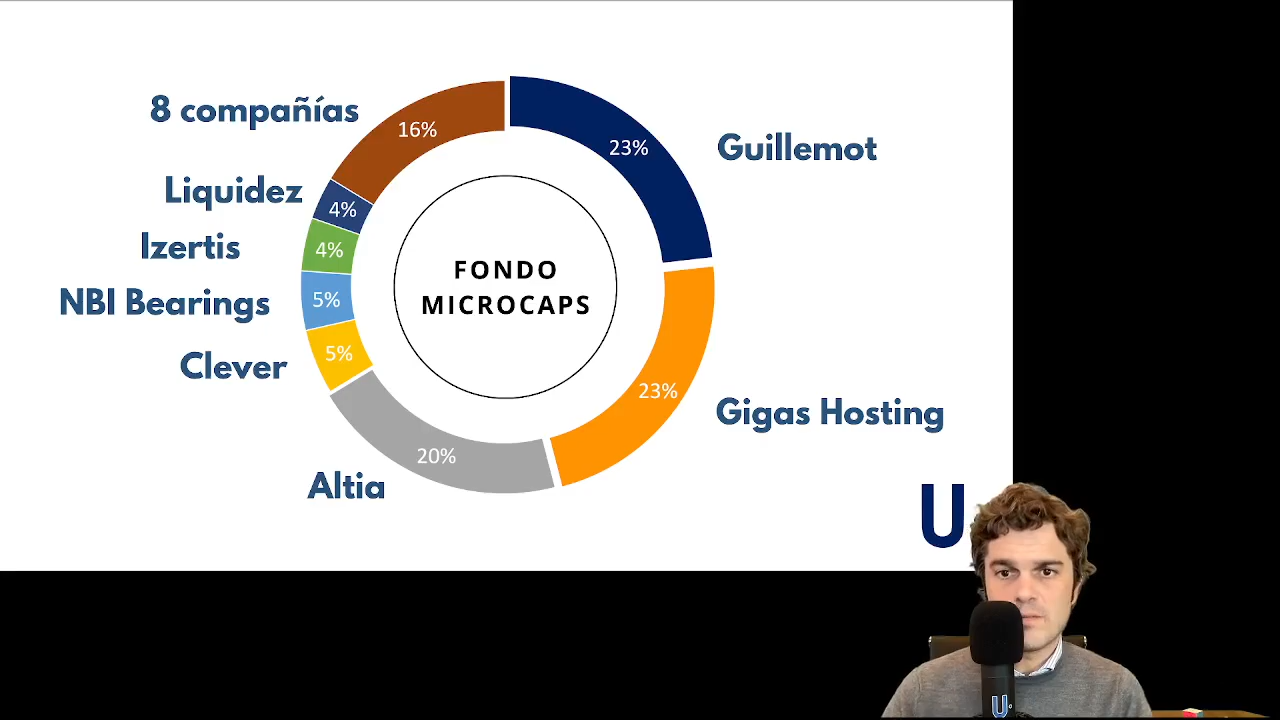 8 compañías
16%
23%
Guillemot
Liquidez
4%
Izertis
4%
FONDO
MICROCAPS
NBI Bearings
5%
Clever
5%
23%
Gigas Hosting
20%
Altia
U
U